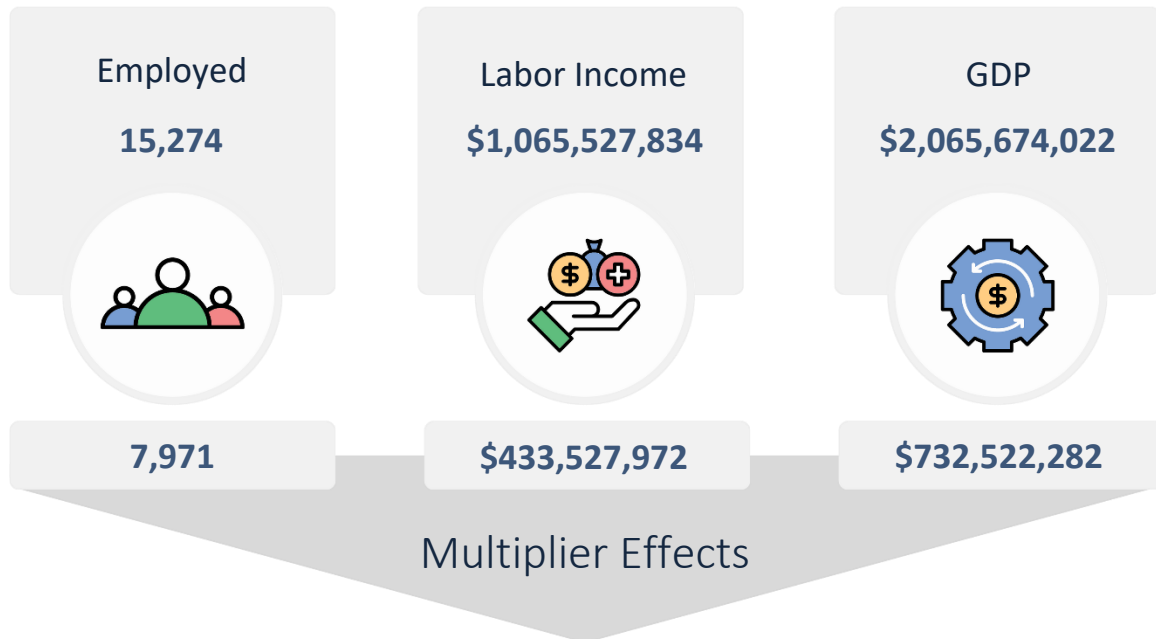 Employed
15,274
Labor Income
$1,065,527,834
GDP
$2,065,674,022
$
$
7,971
$433,527,972
$732,522,282
Multiplier Effects